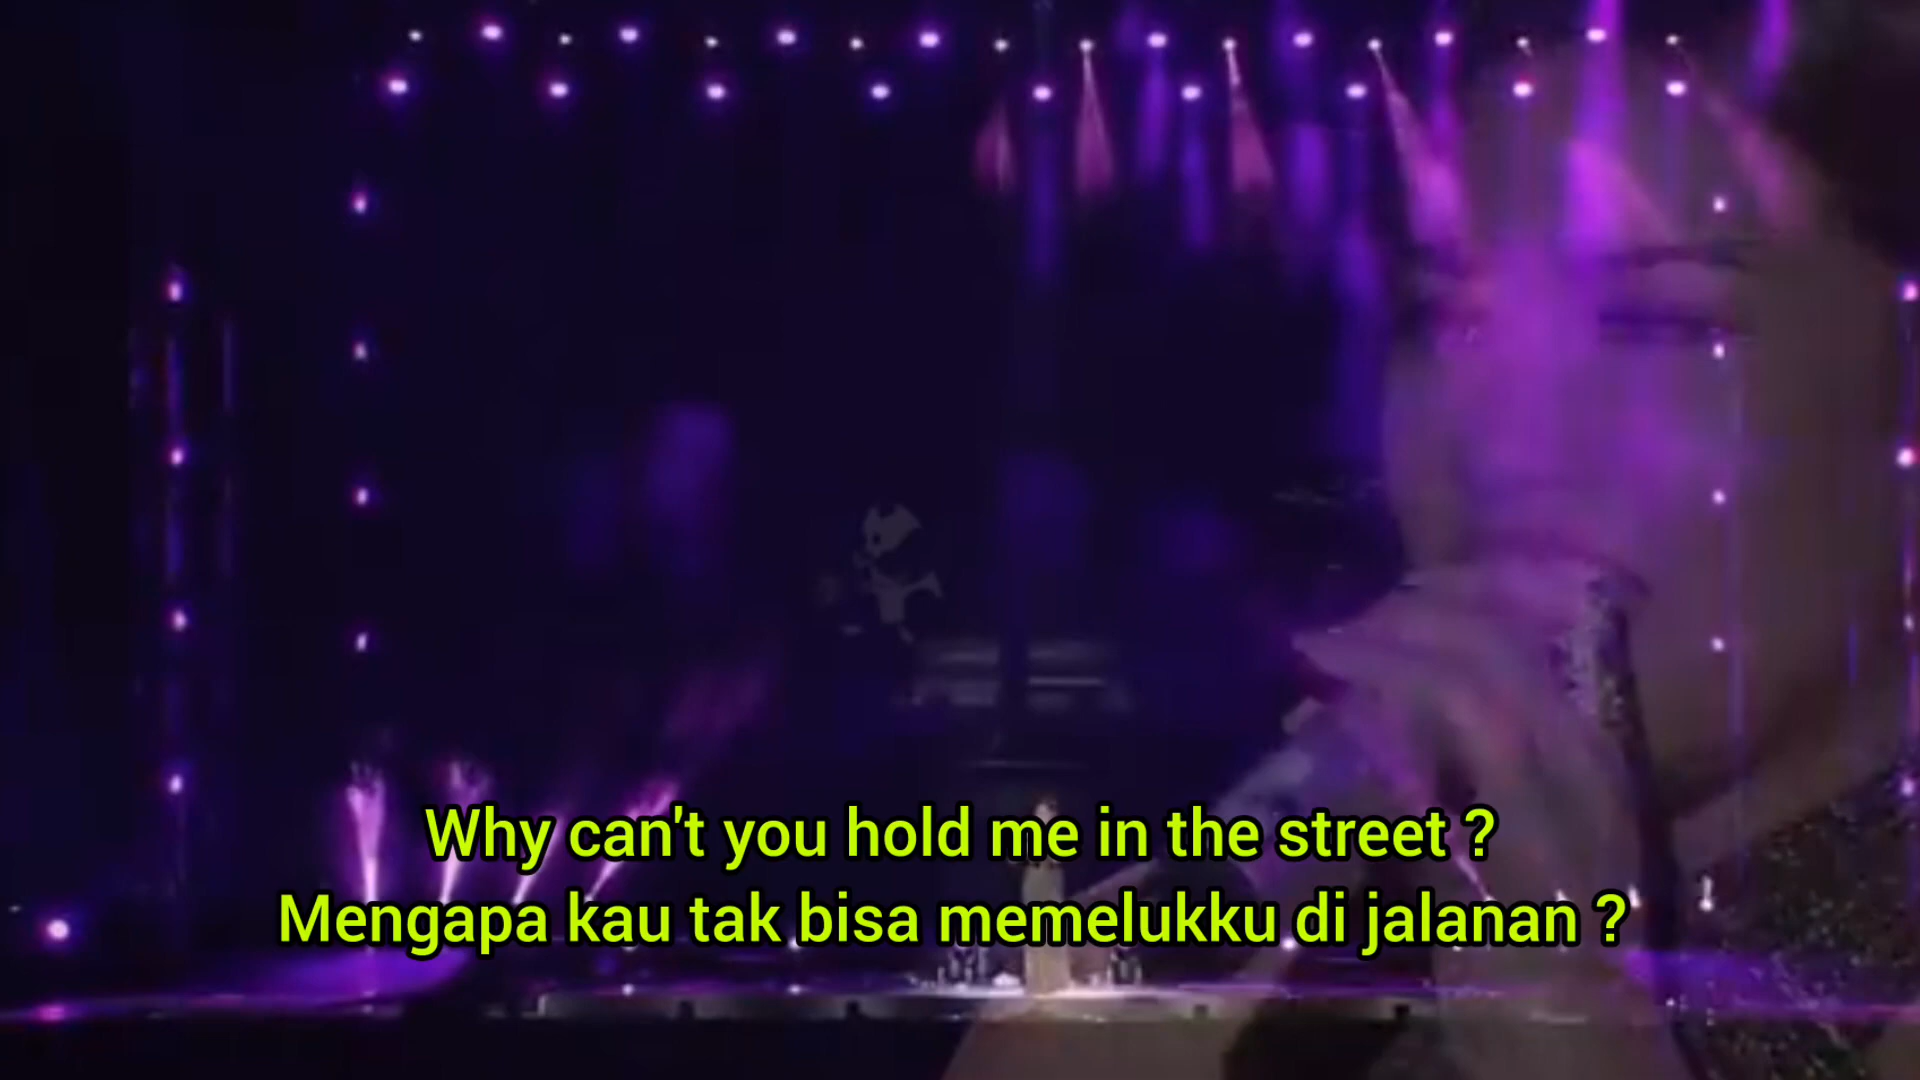 Why can't you hold me in the street ?
Mengapa kau tak bisa memelukku di jalanan ?